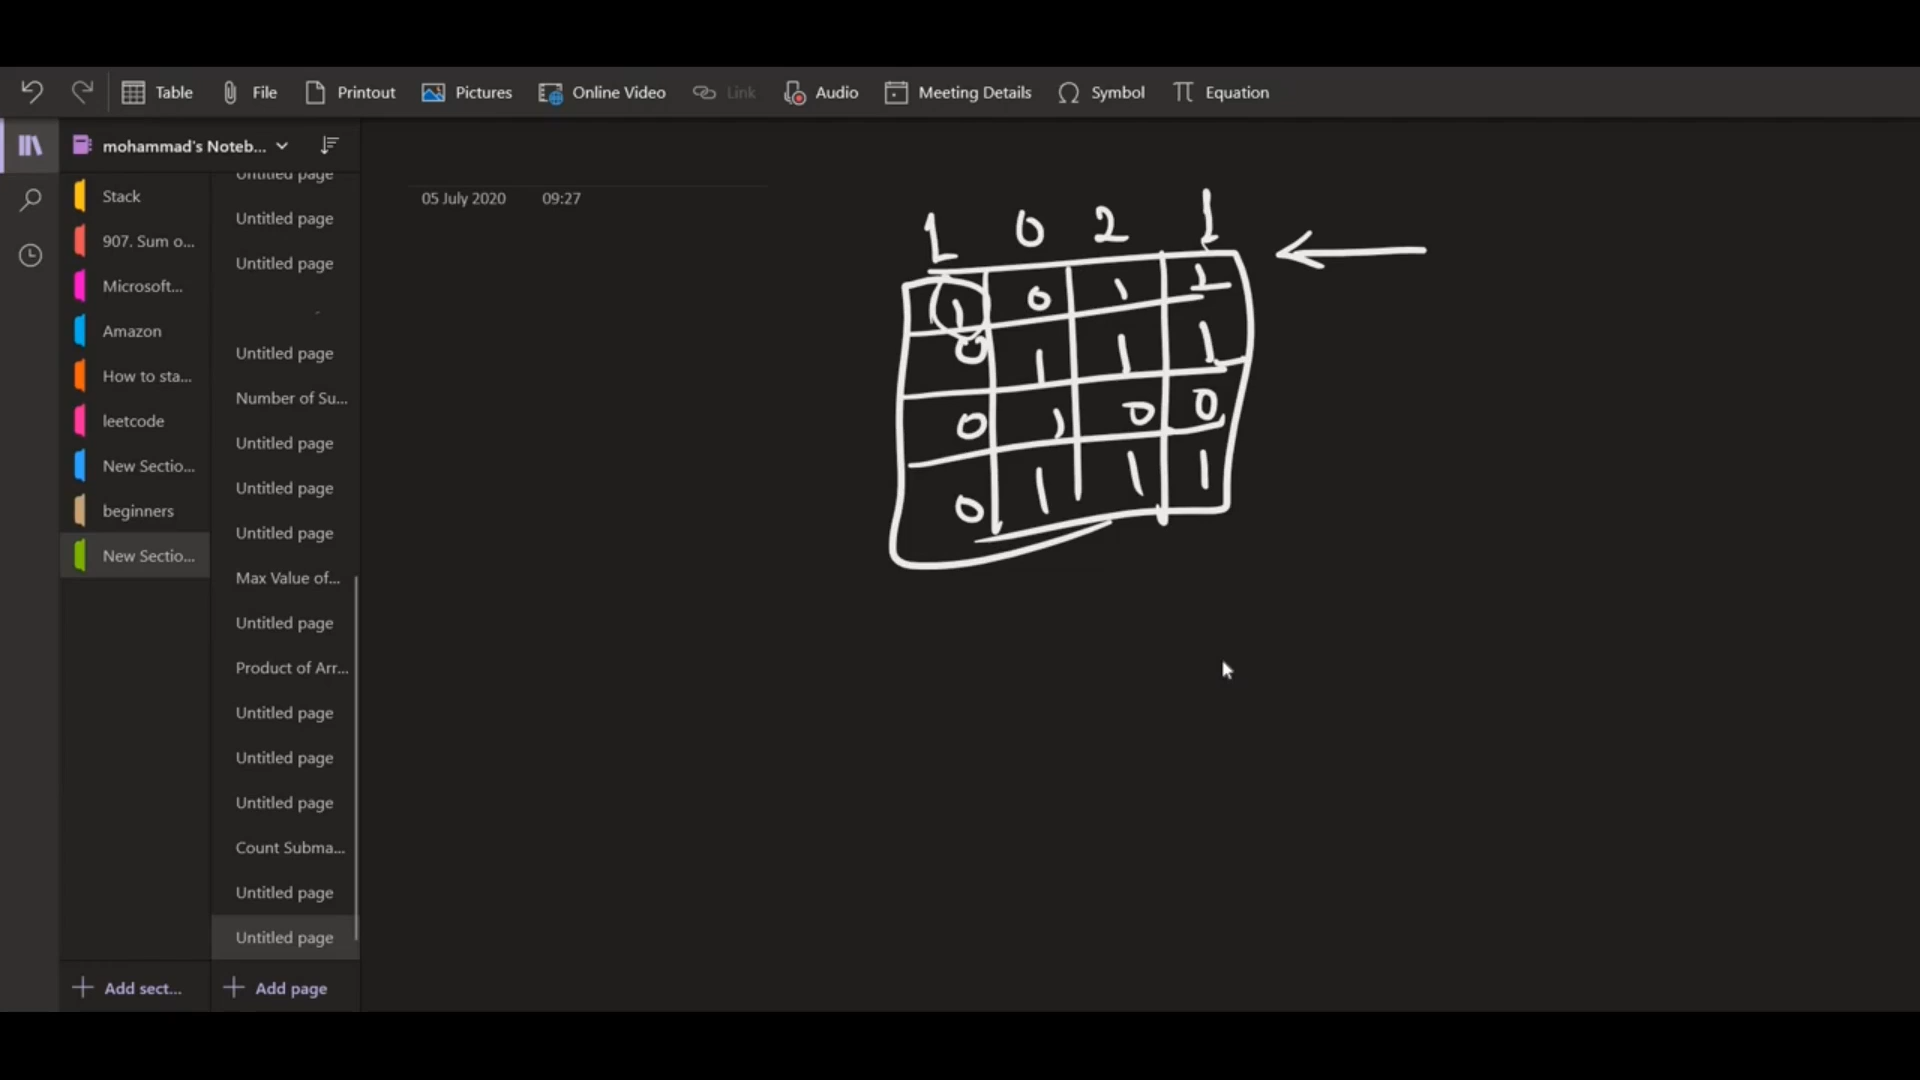 Table File Printout Pictures Online Video Link Audio Meeting Details Symbol Equation
mohammad's Noteb...
Stack
907. Sum o...
Microsoft...
Amazon
How to sta...
leetcode
New Sectio...
beginners
New Sectio...
Add sect...
Untitled page
Untitled page
Untitled page
Untitled page
Number of Su...
Untitled page
Untitled page
Untitled page
Max Value of...
Untitled page
Product of Arr...
Untitled page
Untitled page
Untitled page
Count Subma...
Untitled page
Untitled page
Add page
05 July 2020 09:27
1 0 2 1
1 0 1 1
0 1 1 1
0 1 0 0
0 1 1 1